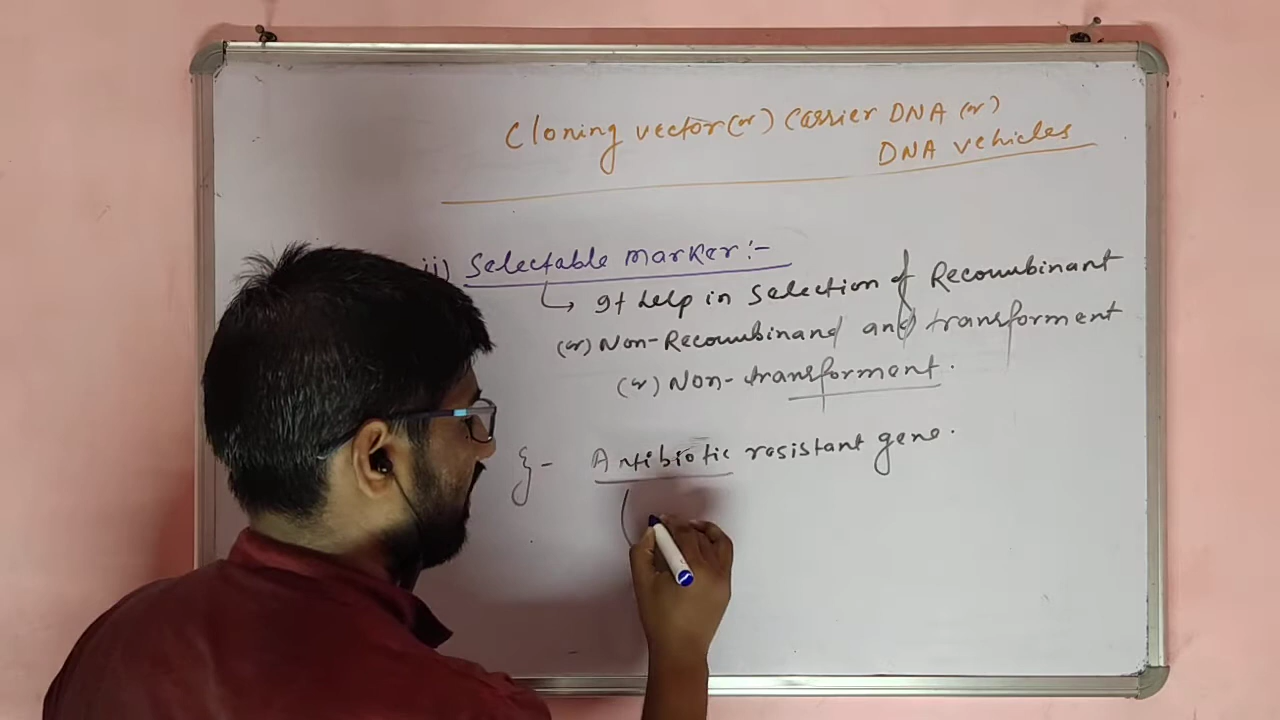 Cloning vector (or) Carrier DNA (or)
DNA vehicles
ii) Selectable marker :-
↳ It help in selection of Recombinant
(or) Non-Recombinand and transforment
(or) Non-transforment.
- Antibiotic resistant gene.